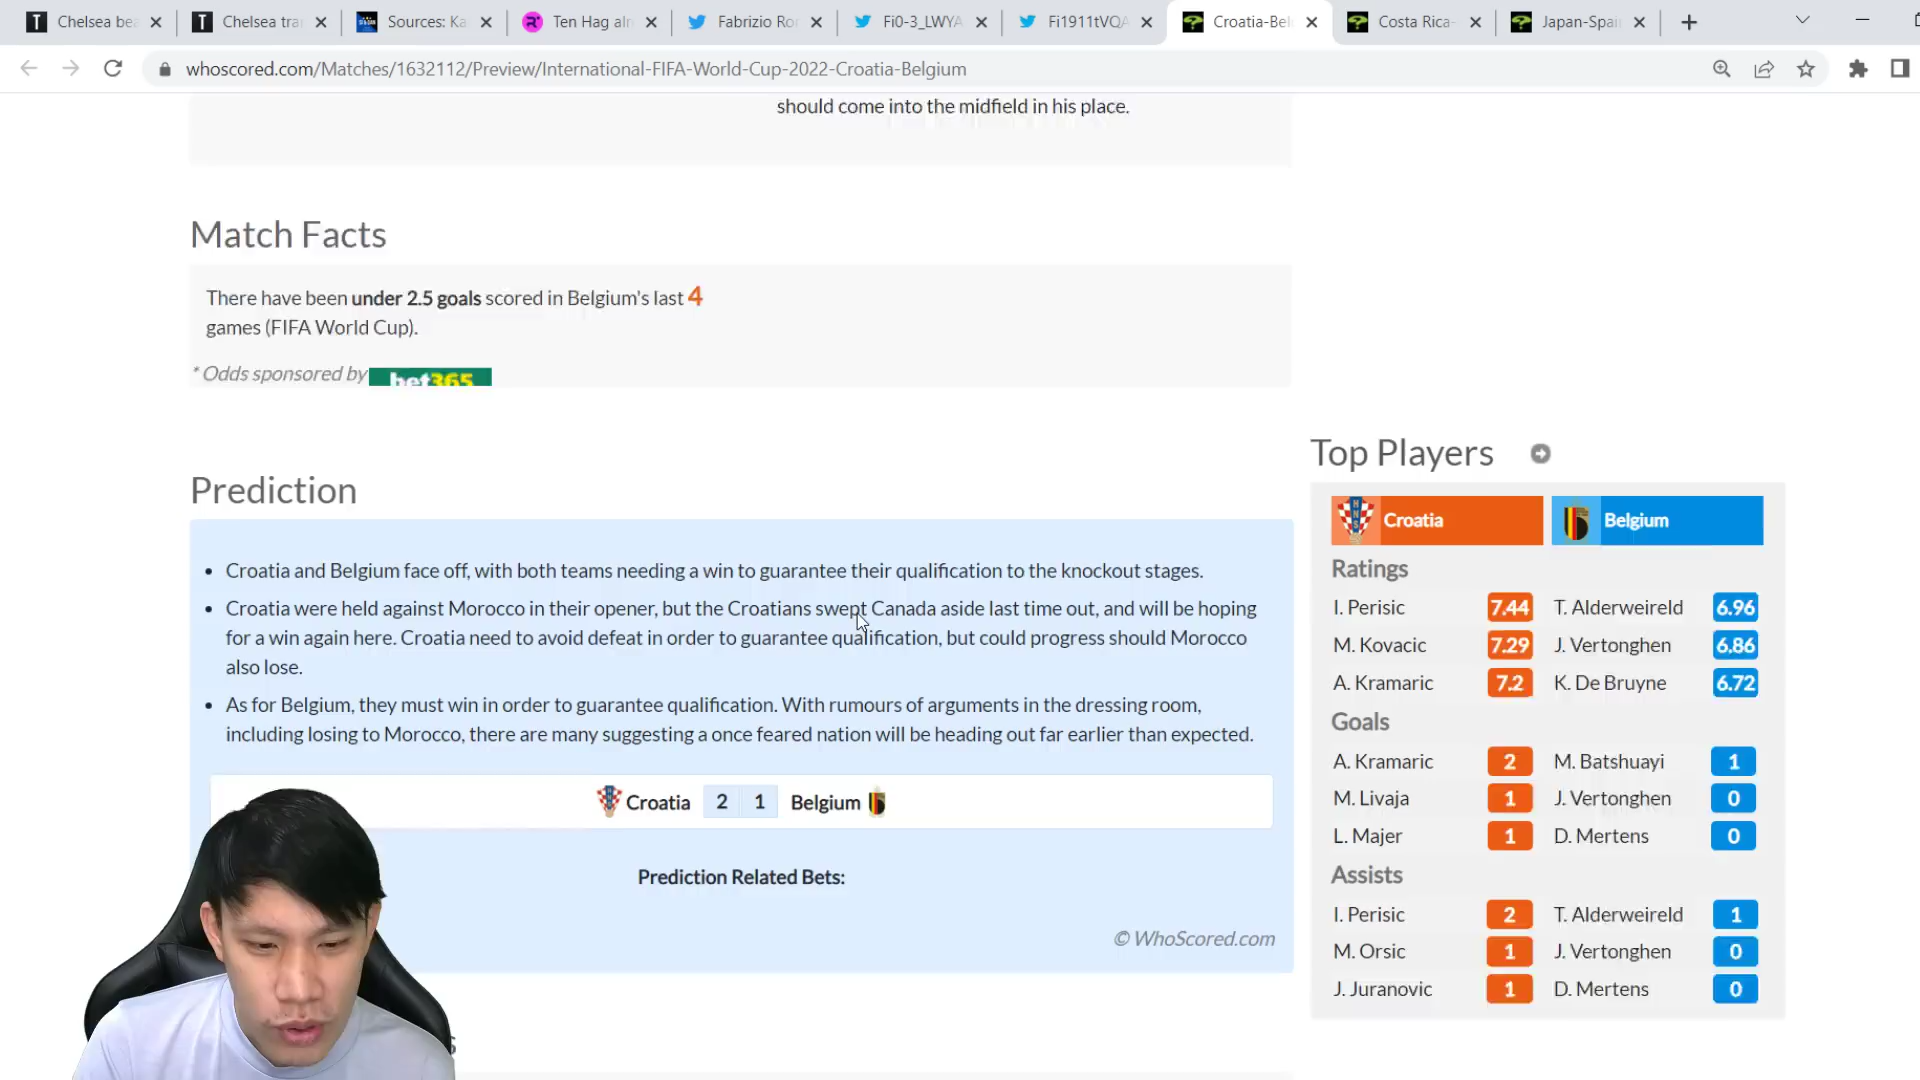 Chelsea bea
Chelsea tra
Sources: Ka
Ten Hag alr
Fabrizio Ro
Fi0-3_LWYA
Fi1911tVQA
Croatia-Bel
Costa Rica-
Japan-Spai
whoscored.com/Matches/1632112/Preview/International-FIFA-World-Cup-2022-Croatia-Belgium
should come into the midfield in his place.
Match Facts
There have been under 2.5 goals scored in Belgium's last 4
games (FIFA World Cup).
* Odds sponsored by bet365
Prediction
• Croatia and Belgium face off, with both teams needing a win to guarantee their qualification to the knockout stages.
• Croatia were held against Morocco in their opener, but the Croatians swept Canada aside last time out, and will be hoping
for a win again here. Croatia need to avoid defeat in order to guarantee qualification, but could progress should Morocco
also lose.
• As for Belgium, they must win in order to guarantee qualification. With rumours of arguments in the dressing room,
including losing to Morocco, there are many suggesting a once feared nation will be heading out far earlier than expected.
Croatia 2 1 Belgium
Prediction Related Bets:
© WhoScored.com
Top Players
Croatia Belgium
Ratings
I. Perisic 7.44 T. Alderweireld 6.96
M. Kovacic 7.29 J. Vertonghen 6.86
A. Kramaric 7.2 K. De Bruyne 6.72
Goals
A. Kramaric 2 M. Batshuayi 1
M. Livaja 1 J. Vertonghen 0
L. Majer 1 D. Mertens 0
Assists
I. Perisic 2 T. Alderweireld 1
M. Orsic 1 J. Vertonghen 0
J. Juranovic 1 D. Mertens 0